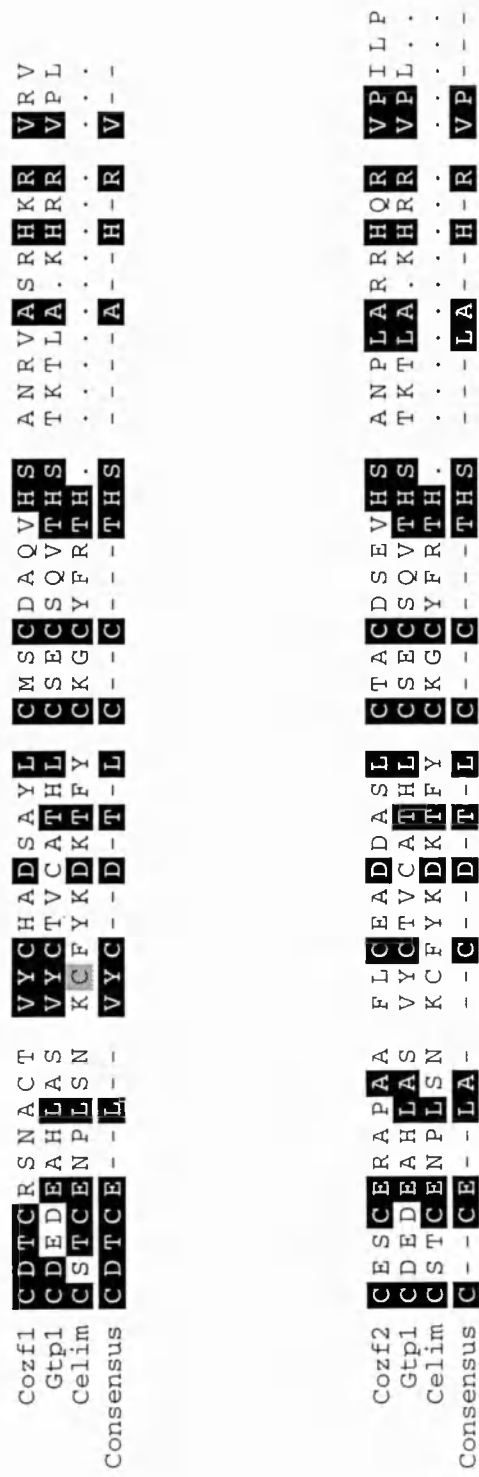 Cozf1 CDTCRSNACT VYCHADSAYL CMSCDAQVHS ANRVASRHKR VRV
Gtp1 CDEDEAHLAS VYCTVCATHL CSECSQVTHS TKTLA.KHRR VPL
Celim CSTCENPLSN KCFYKDKTFY CKGCYFRTH. .......... ...
Consensus CDTCE--L-- VYC--D-T-L C--C---THS ----A--H-R V--
Cozf2 CESCERAPAA FLCEADDASL CTACDSEVHS ANPLARRHQR VPILP
Gtp1 CDEDEAHLAS VYCTVCATHL CSECSQVTHS TKTLA.KHRR VPL..
Celim CSTCENPLSN KCFYKDKTFY CKGCYFRTH. .......... .....
Consensus C--CE--LA- --C--D-T-L C--C---THS ---LA--H-R VP---